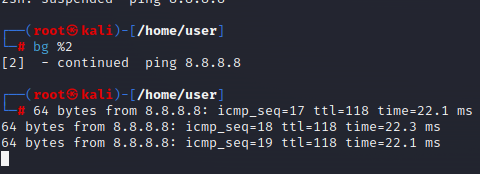 zsh: suspended  ping 8.8.8.8
┌──(root㉿kali)-[/home/user]
└─# bg %2
[2]  - continued  ping 8.8.8.8
┌──(root㉿kali)-[/home/user]
└─# 64 bytes from 8.8.8.8: icmp_seq=17 ttl=118 time=22.1 ms
64 bytes from 8.8.8.8: icmp_seq=18 ttl=118 time=22.3 ms
64 bytes from 8.8.8.8: icmp_seq=19 ttl=118 time=22.1 ms